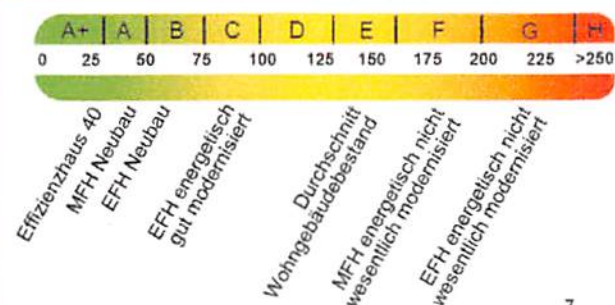 A+ A B C D E F G H
0 25 50 75 100 125 150 175 200 225 >250
Effizienzhaus 40
MFH Neubau
EFH Neubau
EFH energetisch
gut modernisiert
Durchschnitt
Wohngebäudebestand
MFH energetisch nicht
wesentlich modernisiert
EFH energetisch nicht
wesentlich modernisiert
7